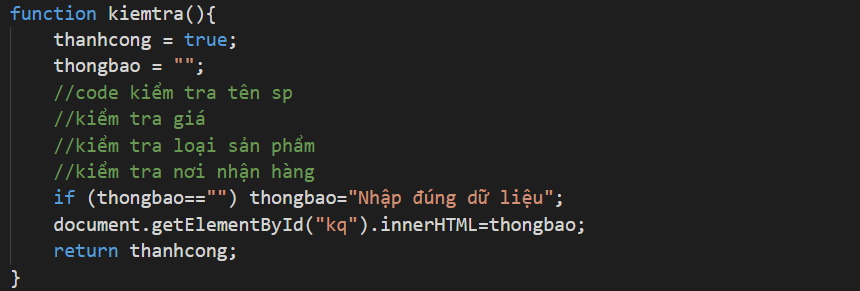 function kiemtra(){
thanhcong = true;
thongbao = "";
//code kiểm tra tên sp
//kiểm tra giá
//kiểm tra loại sản phẩm
//kiểm tra nơi nhận hàng
if (thongbao=="") thongbao="Nhập đúng dữ liệu";
document.getElementById("kq").innerHTML=thongbao;
return thanhcong;
}